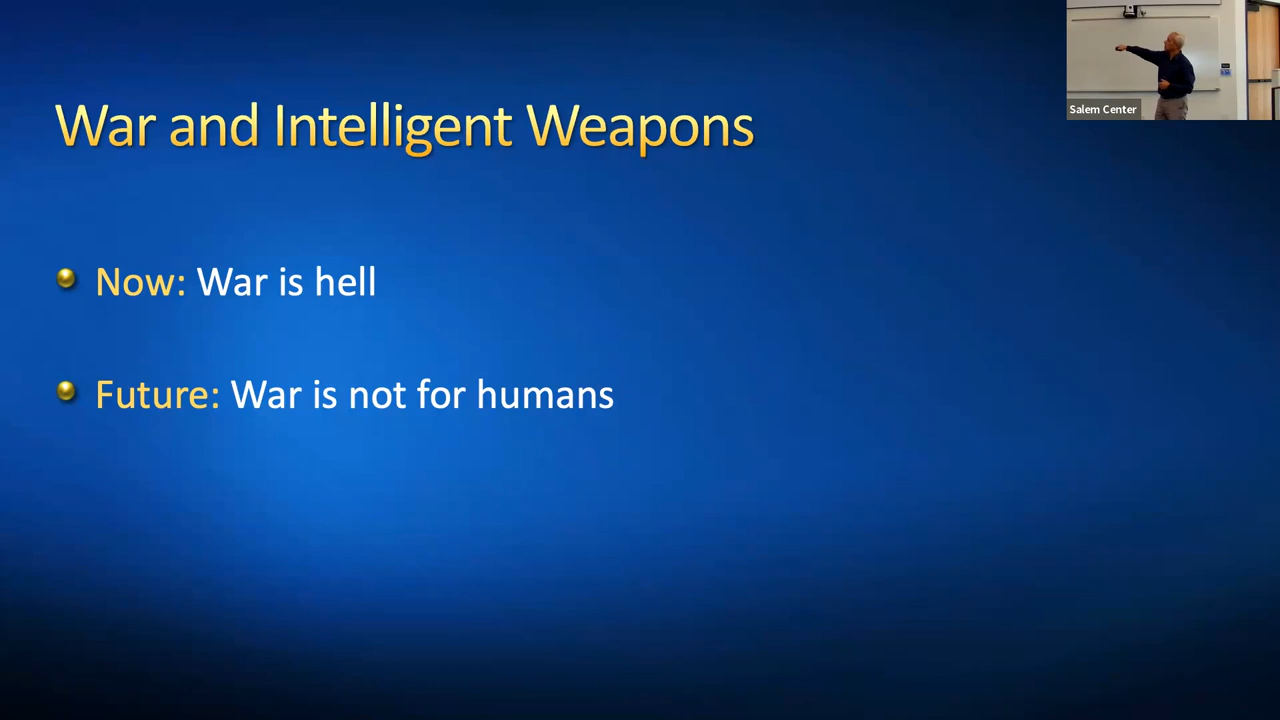 War and Intelligent Weapons
Now: War is hell
Future: War is not for humans
Salem Center